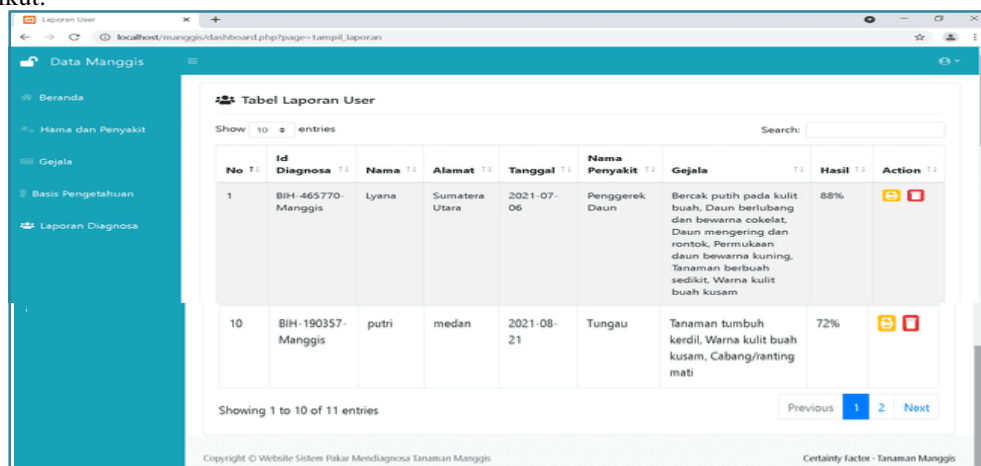 kut:
Laporan User
localhost/manggis/dashboard.php?page=tampil_laporan
Data Manggis
Beranda
Hama dan Penyakit
Gejala
Basis Pengetahuan
Laporan Diagnosa
Tabel Laporan User
Show 10 entries
Search:
No
Id
Diagnosa
Nama
Alamat
Tanggal
Nama
Penyakit
Gejala
Hasil
Action
1
BIH-465770-
Manggis
Lyana
Sumatera
Utara
2021-07-
06
Penggerek
Daun
Bercak putih pada kulit
buah, Daun berlubang
dan bewarna cokelat,
Daun mengering dan
rontok, Permukaan
daun bewarna kuning,
Tanaman berbuah
sedikit, Warna kulit
buah kusam
88%
10
BIH-190357-
Manggis
putri
medan
2021-08-
21
Tungau
Tanaman tumbuh
kerdil, Warna kulit buah
kusam, Cabang/ranting
mati
72%
Showing 1 to 10 of 11 entries
Previous 1 2 Next
Copyright © Website Sistem Pakar Mendiagnosa Tanaman Manggis
Certainty Factor - Tanaman Manggis